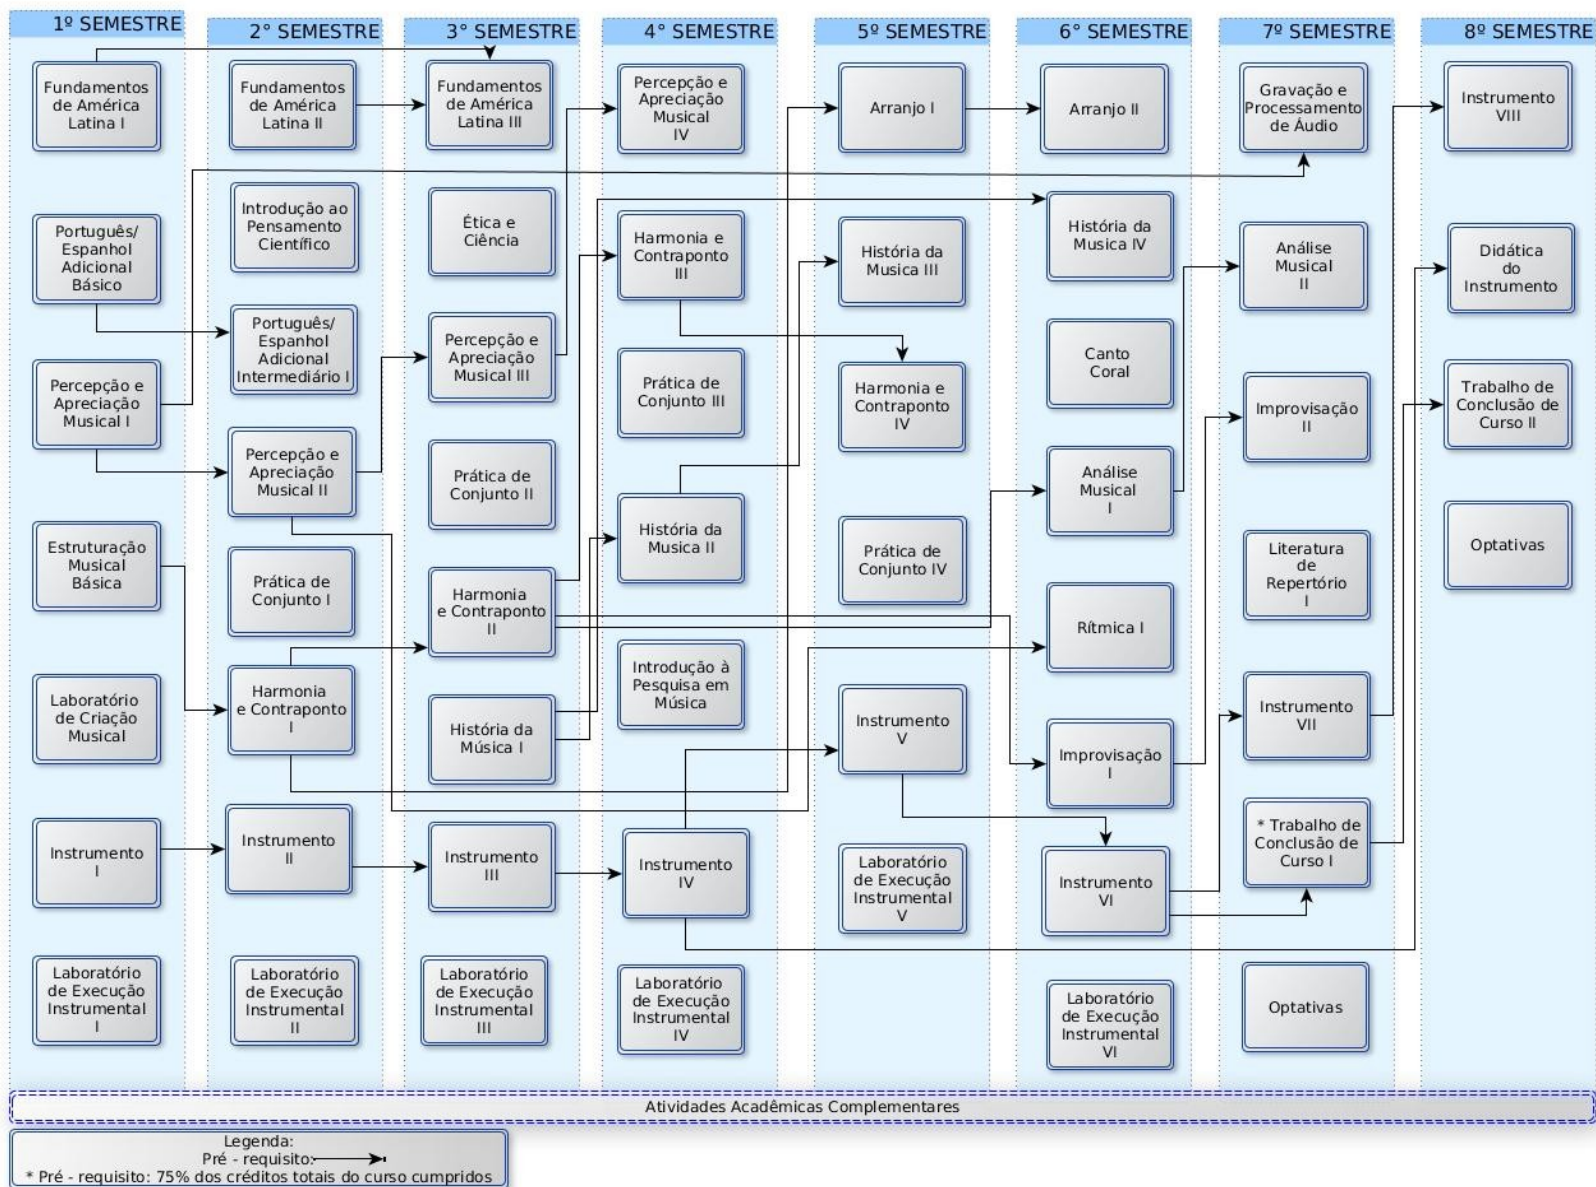 1º SEMESTRE
Fundamentos
de América
Latina I
Português/
Espanhol
Adicional
Básico
Percepção e
Apreciação
Musical I
Estruturação
Musical
Básica
Laboratório
de Criação
Musical
Instrumento
I
Laboratório
de Execução
Instrumental
I
2° SEMESTRE
Fundamentos
de América
Latina II
Introdução ao
Pensamento
Científico
Português/
Espanhol
Adicional
Intermediário I
Percepção e
Apreciação
Musical II
Prática de
Conjunto I
Harmonia
e Contraponto
I
Instrumento
II
Laboratório
de Execução
Instrumental
II
3° SEMESTRE
Fundamentos
de América
Latina III
Ética e
Ciência
Percepção e
Apreciação
Musical III
Prática de
Conjunto II
Harmonia
e Contraponto
II
História da
Música I
Instrumento
III
Laboratório
de Execução
Instrumental
III
4° SEMESTRE
Percepção e
Apreciação
Musical
IV
Harmonia e
Contraponto
III
Prática de
Conjunto III
História da
Musica II
Introdução à
Pesquisa em
Música
Instrumento
IV
Laboratório
de Execução
Instrumental
IV
5º SEMESTRE
Arranjo I
História da
Musica III
Harmonia e
Contraponto
IV
Prática de
Conjunto IV
Instrumento
V
Laboratório
de Execução
Instrumental
V
6° SEMESTRE
Arranjo II
História da
Musica IV
Canto
Coral
Análise
Musical
I
Rítmica I
Improvisação
I
Instrumento
VI
Laboratório
de Execução
Instrumental
VI
7º SEMESTRE
Gravação e
Processamento
de Áudio
Análise
Musical
II
Improvisação
II
Literatura
de
Repertório
I
Instrumento
VII
* Trabalho de
Conclusão de
Curso I
Optativas
8º SEMESTRE
Instrumento
VIII
Didática
do
Instrumento
Trabalho de
Conclusão de
Curso II
Optativas
Atividades Acadêmicas Complementares
Legenda:
Pré - requisito:
* Pré - requisito: 75% dos créditos totais do curso cumpridos